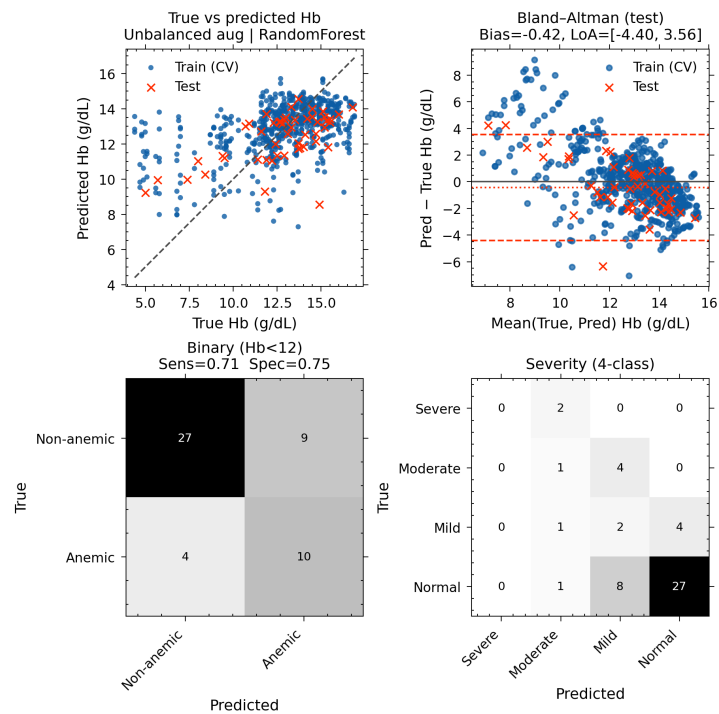 True vs predicted Hb
Unbalanced aug | RandomForest
Train (CV)
Test
16
14
12
10
8
6
4
5.0
7.5
10.0
12.5
15.0
Predicted Hb (g/dL)
True Hb (g/dL)
Bland–Altman (test)
Bias=-0.42, LoA=[-4.40, 3.56]
Train (CV)
Test
8
6
4
2
0
−2
−4
−6
8
10
12
14
16
Pred − True Hb (g/dL)
Mean(True, Pred) Hb (g/dL)
Binary (Hb<12)
Sens=0.71 Spec=0.75
Non-anemic
27
9
Anemic
4
10
True
Non-anemic
Anemic
Predicted
Severity (4-class)
Severe
0
2
0
0
Moderate
0
1
4
0
Mild
0
1
2
4
Normal
0
1
8
27
True
Severe
Moderate
Mild
Normal
Predicted